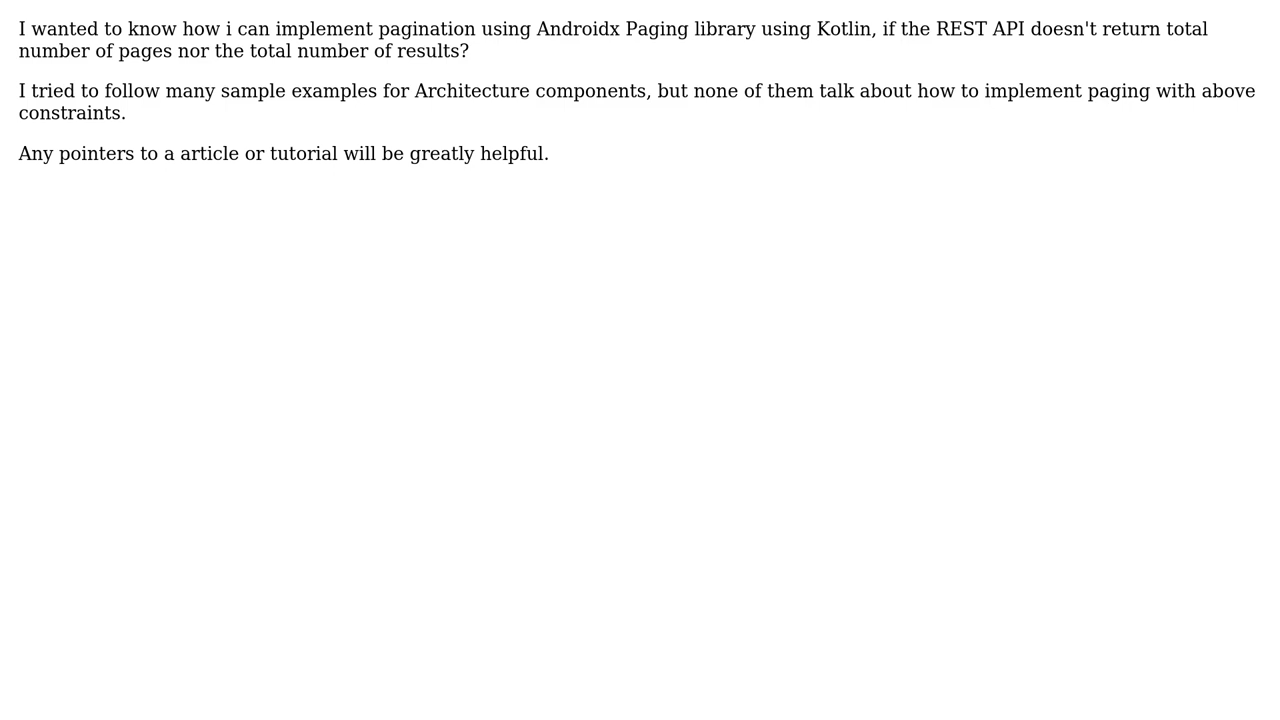 I wanted to know how i can implement pagination using Androidx Paging library using Kotlin, if the REST API doesn't return total
number of pages nor the total number of results?
I tried to follow many sample examples for Architecture components, but none of them talk about how to implement paging with above
constraints.
Any pointers to a article or tutorial will be greatly helpful.